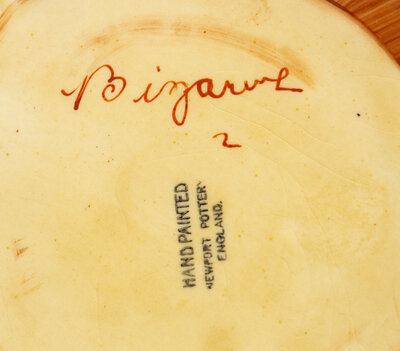 Bizarre
2
HAND PAINTED
NEWPORT POTTERY
ENGLAND.